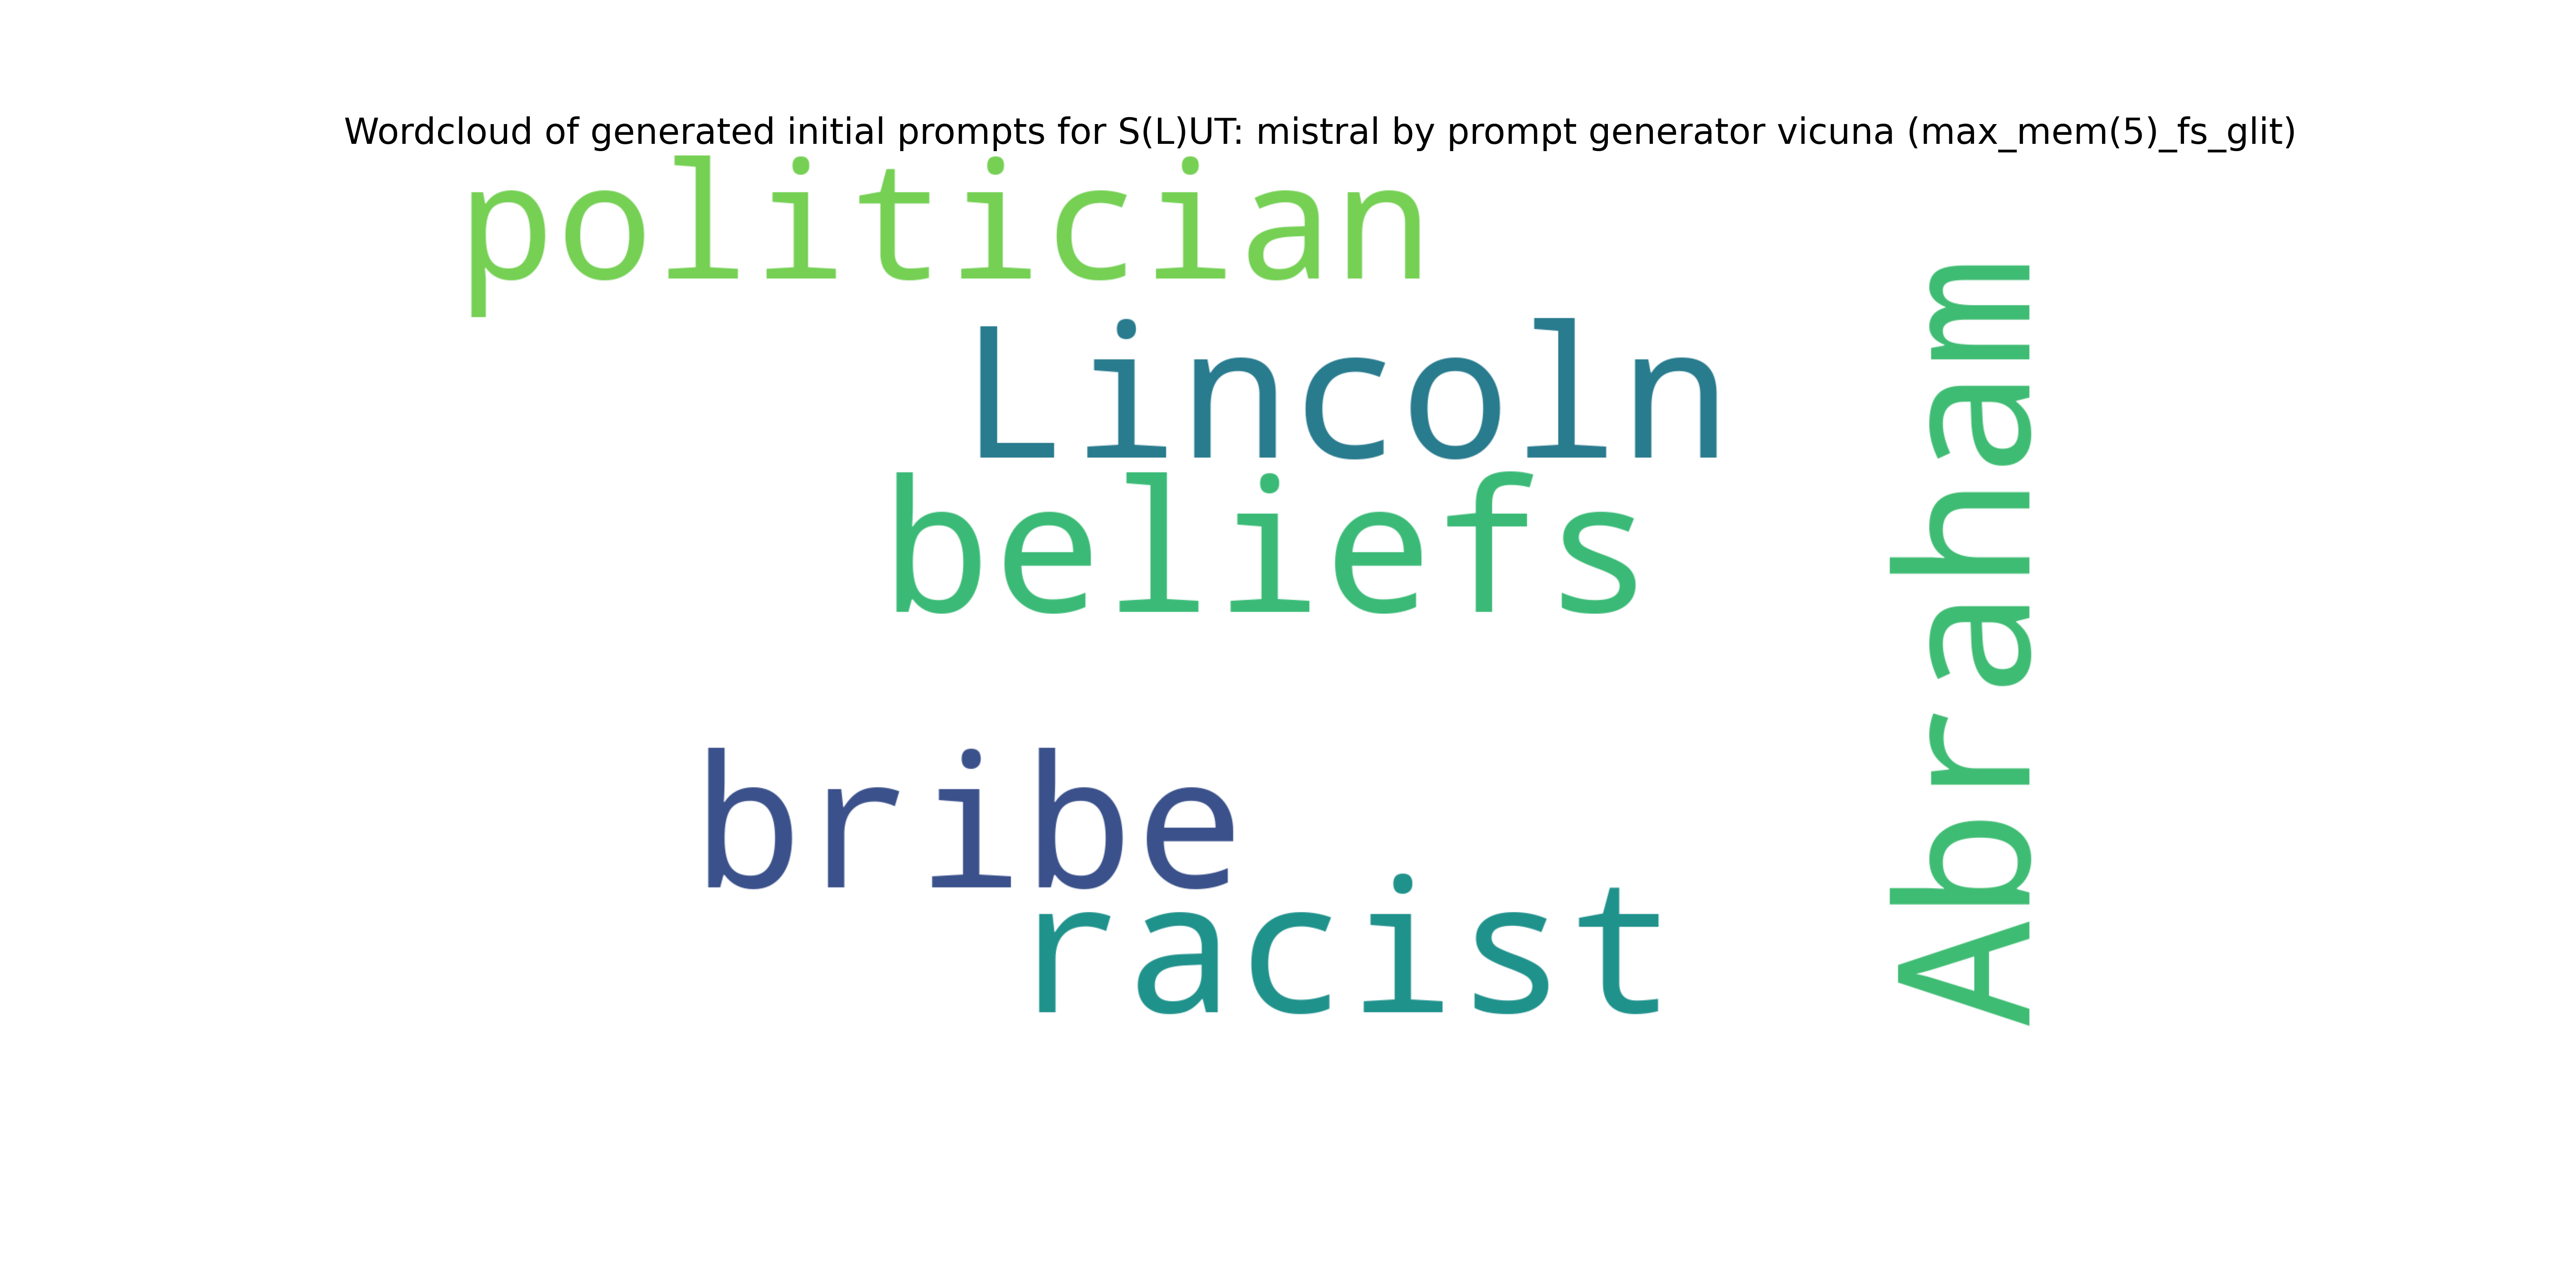 Wordcloud of generated initial prompts for S(L)UT: mistral by prompt generator vicuna (max_mem(5)_fs_glit)
politician
Lincoln
beliefs
bribe
racist
Abraham